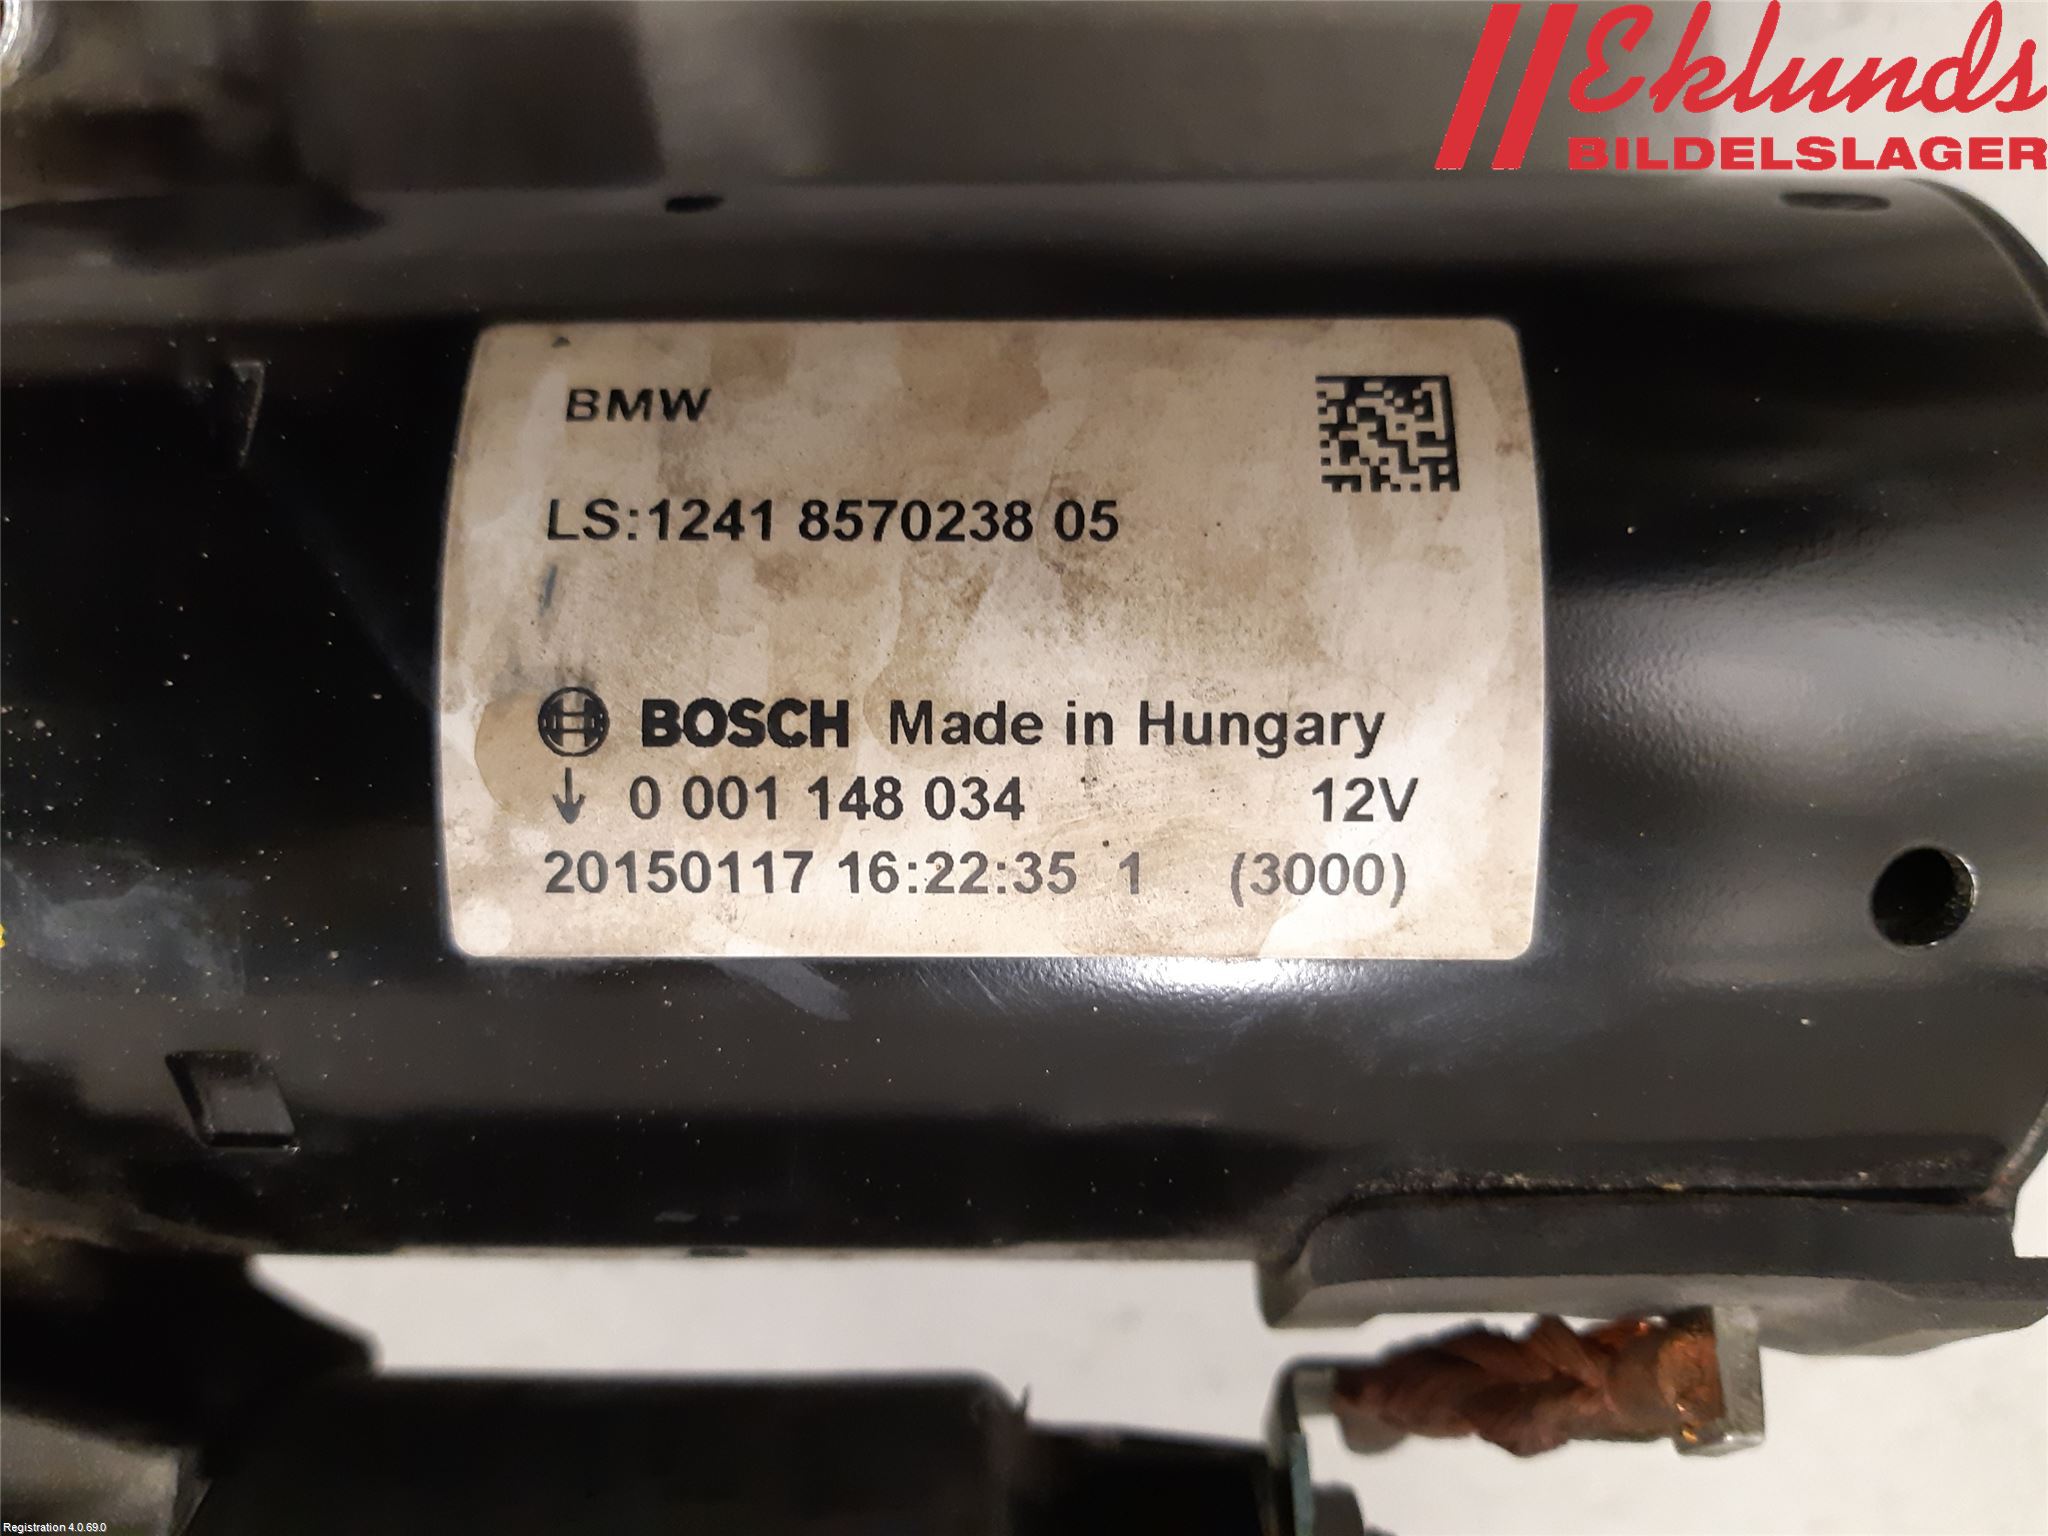 Eklunds
BILDELSLAGER
BMW
LS:1241 8570238 05
BOSCH Made in Hungary
0 001 148 034 12V
20150117 16:22:35 1 (3000)
Registration 4.0.69.0